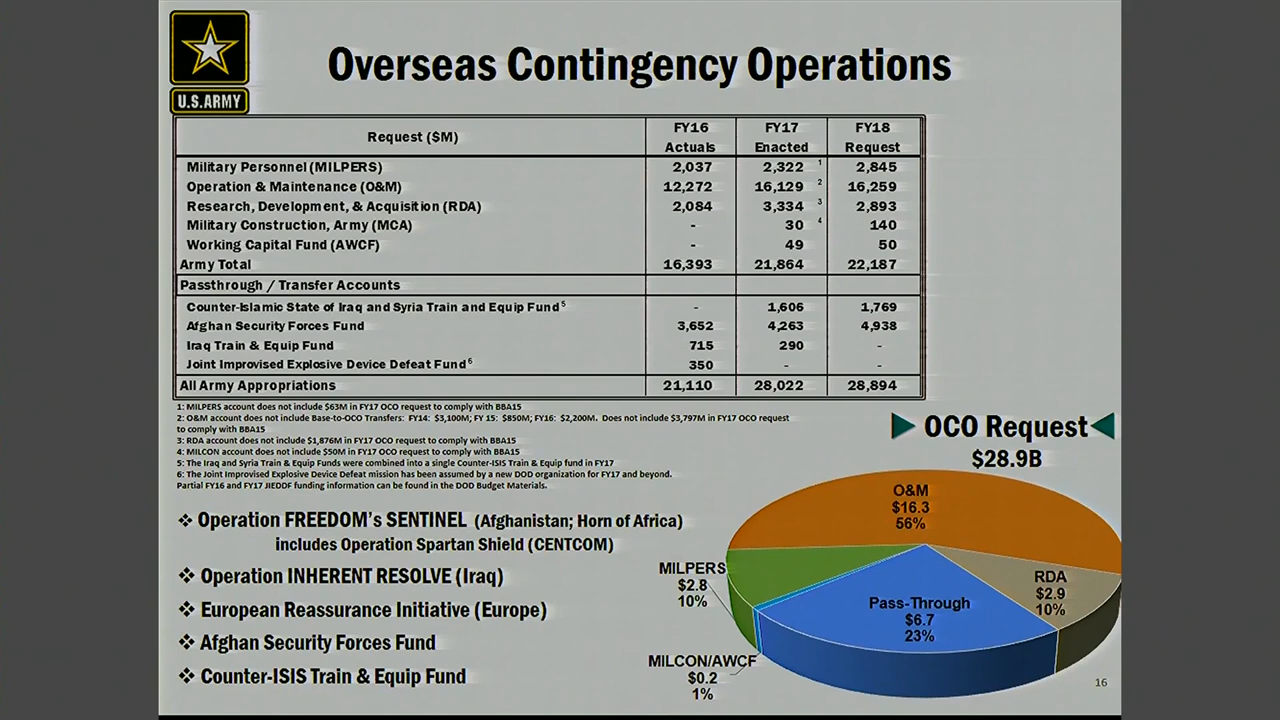 U.S.ARMY
Overseas Contingency Operations
Request ($M) FY16 Actuals FY17 Enacted FY18 Request
Military Personnel (MILPERS) 2,037 2,322 1 2,845
Operation & Maintenance (O&M) 12,272 16,129 2 16,259
Research, Development, & Acquisition (RDA) 2,084 3,334 3 2,893
Military Construction, Army (MCA) - 30 4 140
Working Capital Fund (AWCF) - 49 50
Army Total 16,393 21,864 22,187
Passthrough / Transfer Accounts
Counter-Islamic State of Iraq and Syria Train and Equip Fund 5 - 1,606 1,769
Afghan Security Forces Fund 3,652 4,263 4,938
Iraq Train & Equip Fund 715 290 -
Joint Improvised Explosive Device Defeat Fund 6 350 - -
All Army Appropriations 21,110 28,022 28,894
1: MILPERS account does not include $63M in FY17 OCO request to comply with BBA15
2: O&M account does not include Base-to-OCO Transfers: FY14: $3,100M; FY 15: $850M; FY16: $2,200M. Does not include $3,797M in FY17 OCO request
to comply with BBA15
3: RDA account does not include $1,876M in FY17 OCO request to comply with BBA15
4: MILCON account does not include $50M in FY17 OCO request to comply with BBA15
5: The Iraq and Syria Train & Equip Funds were combined into a single Counter-ISIS Train & Equip fund in FY17
6: The Joint Improvised Explosive Device Defeat mission has been assumed by a new DOD organization for FY17 and beyond.
Partial FY16 and FY17 JIEDDF funding information can be found in the DOD Budget Materials.
❖ Operation FREEDOM's SENTINEL (Afghanistan; Horn of Africa)
includes Operation Spartan Shield (CENTCOM)
❖ Operation INHERENT RESOLVE (Iraq)
❖ European Reassurance Initiative (Europe)
❖ Afghan Security Forces Fund
❖ Counter-ISIS Train & Equip Fund
OCO Request
$28.9B
O&M
$16.3
56%
MILPERS
$2.8
10%
RDA
$2.9
10%
Pass-Through
$6.7
23%
MILCON/AWCF
$0.2
1%
16